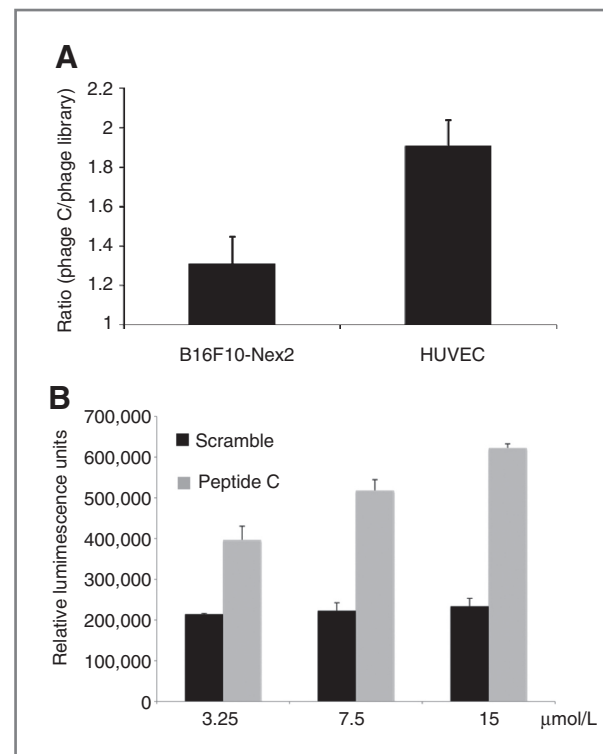 A
Ratio (phage C/phage library)
2.2
2
1.8
1.6
1.4
1.2
1
B16F10-Nex2 HUVEC
B
Relative lumimescence units
700,000
600,000
500,000
400,000
300,000
200,000
100,000
0
Scramble
Peptide C
3.25 7.5 15 μmol/L